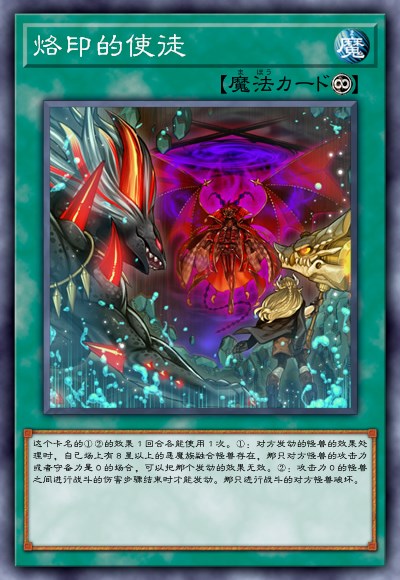 烙印的使徒
魔
【魔法カード】
まほう
这个卡名的①②的效果1回合各能使用1次。①：对方发动的怪兽的效果处
理时，自己场上有8星以上的恶魔族融合怪兽存在，那只对方怪兽的攻击力
或者守备力是0的场合，可以把那个发动的效果无效。②：攻击力0的怪兽
之间进行战斗的伤害步骤结束时才能发动。那只进行战斗的对方怪兽破坏。